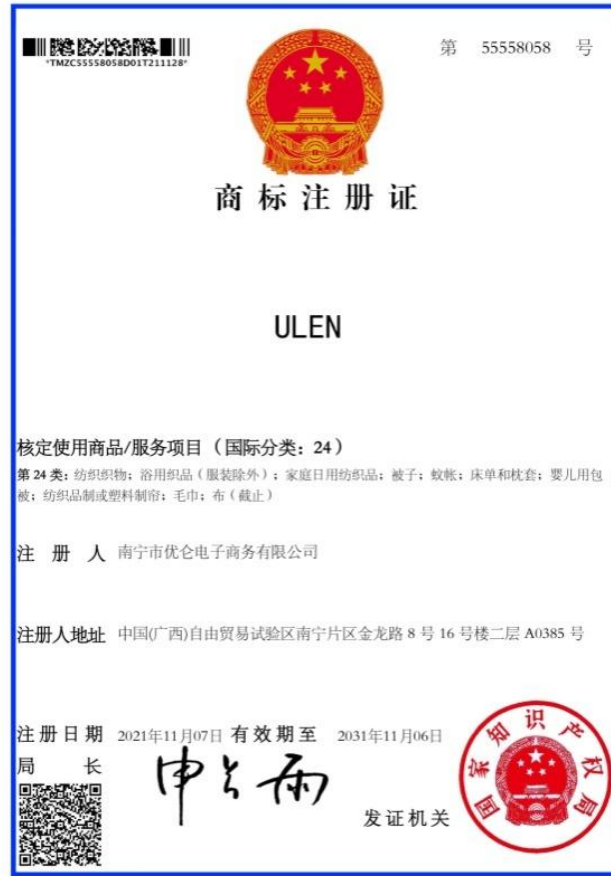 *TMZC55558058D01T211128*
第 55558058 号
商标注册证
ULEN
核定使用商品/服务项目（国际分类：24）
第24类：纺织织物；浴用织品（服装除外）；家庭日用纺织品；被子；蚊帐；床单和枕套；婴儿用包
被；纺织品制或塑料制帘；毛巾；布（截止）
注册人 南宁市优仑电子商务有限公司
注册人地址 中国(广西)自由贸易试验区南宁片区金龙路8号16号楼二层A0385号
注册日期 2021年11月07日 有效期至 2031年11月06日
局长 申长雨
发证机关
国家知识产权局